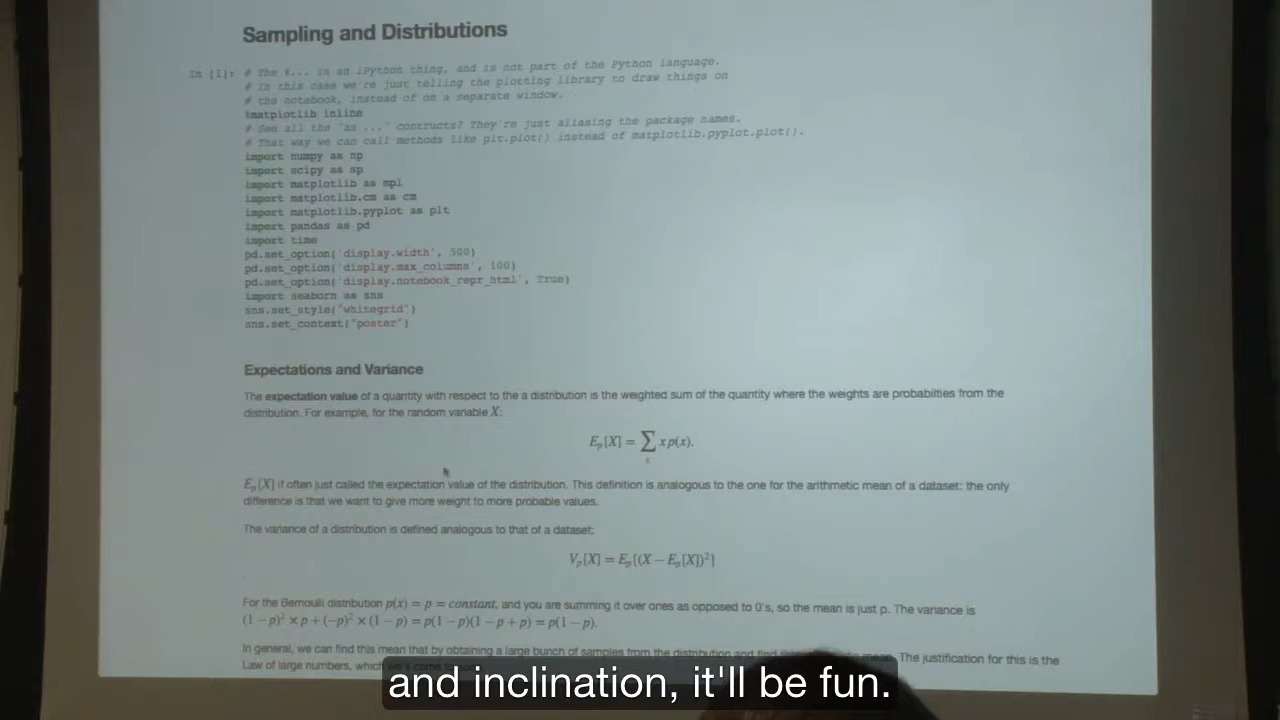 Sampling and Distributions
In [1]: # The %... is an iPython thing, and is not part of the Python language.
# In this case we're just telling the plotting library to draw things on
# the notebook, instead of on a separate window.
%matplotlib inline
# See all the "as ..." contructs? They're just aliasing the package names.
# That way we can call methods like plt.plot() instead of matplotlib.pyplot.plot().
import numpy as np
import scipy as sp
import matplotlib as mpl
import matplotlib.cm as cm
import matplotlib.pyplot as plt
import pandas as pd
import time
pd.set_option('display.width', 500)
pd.set_option('display.max_columns', 100)
pd.set_option('display.notebook_repr_html', True)
import seaborn as sns
sns.set_style("whitegrid")
sns.set_context("poster")
Expectations and Variance
The expectation value of a quantity with respect to the a distribution is the weighted sum of the quantity where the weights are probabilties from the
distribution. For example, for the random variable X:
E_p[X] = ∑_x x p(x).
E_p[X] if often just called the expectation value of the distribution. This definition is analogous to the one for the arithmetic mean of a dataset: the only
difference is that we want to give more weight to more probable values.
The variance of a distribution is defined analogous to that of a dataset:
V_p[X] = E_p[(X − E_p[X])²]
For the Bernoulli distribution p(x) = p = constant, and you are summing it over ones as opposed to 0's, so the mean is just p. The variance is
(1 − p)² × p + (−p)² × (1 − p) = p(1 − p)(1 − p + p) = p(1 − p).
In general, we can find this mean that by obtaining a large bunch of samples from the distribution and find mean. The justification for this is the
Law of large numbers, which we'll come
and inclination, it'll be fun.